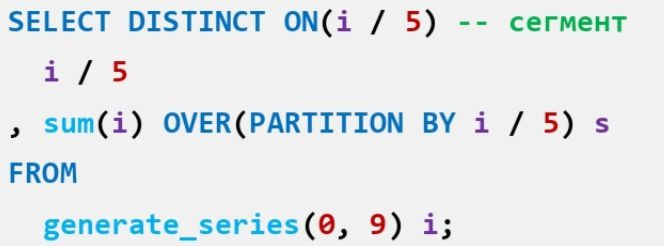 SELECT DISTINCT ON(i / 5) -- сегмент
i / 5
, sum(i) OVER(PARTITION BY i / 5) s
FROM
generate_series(0, 9) i;